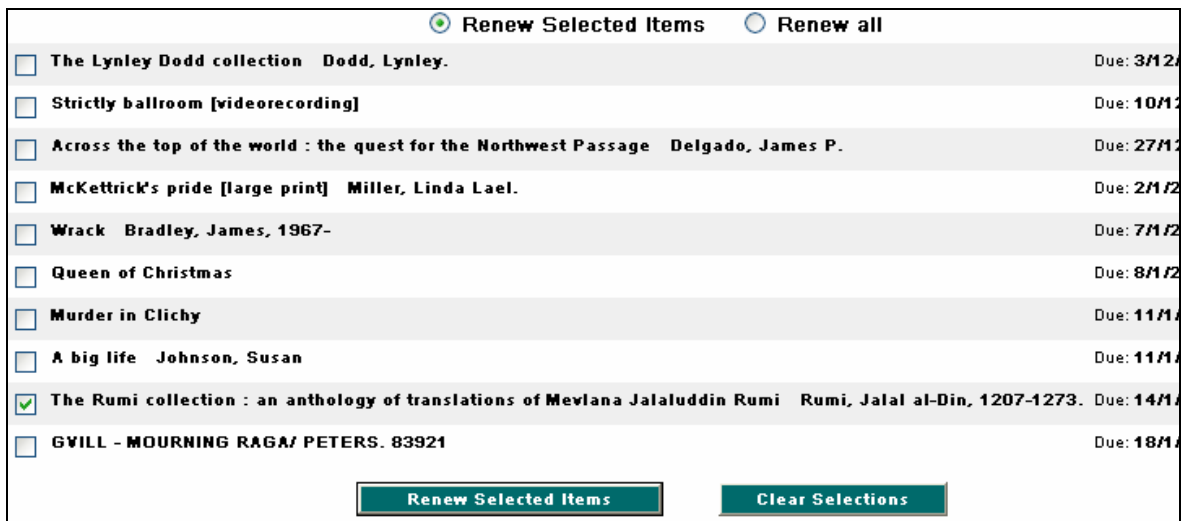 Renew Selected Items Renew all
The Lynley Dodd collection Dodd, Lynley. Due: 3/12/
Strictly ballroom [videorecording] Due: 10/12
Across the top of the world : the quest for the Northwest Passage Delgado, James P. Due: 27/12
McKettrick's pride [large print] Miller, Linda Lael. Due: 2/1/2
Wrack Bradley, James, 1967- Due: 7/1/2
Queen of Christmas Due: 8/1/2
Murder in Clichy Due: 11/1/
A big life Johnson, Susan Due: 11/1/
The Rumi collection : an anthology of translations of Mevlana Jalaluddin Rumi Rumi, Jalal al-Din, 1207-1273. Due: 14/1/
GVILL - MOURNING RAGA/ PETERS. 83921 Due: 18/1/
Renew Selected Items Clear Selections